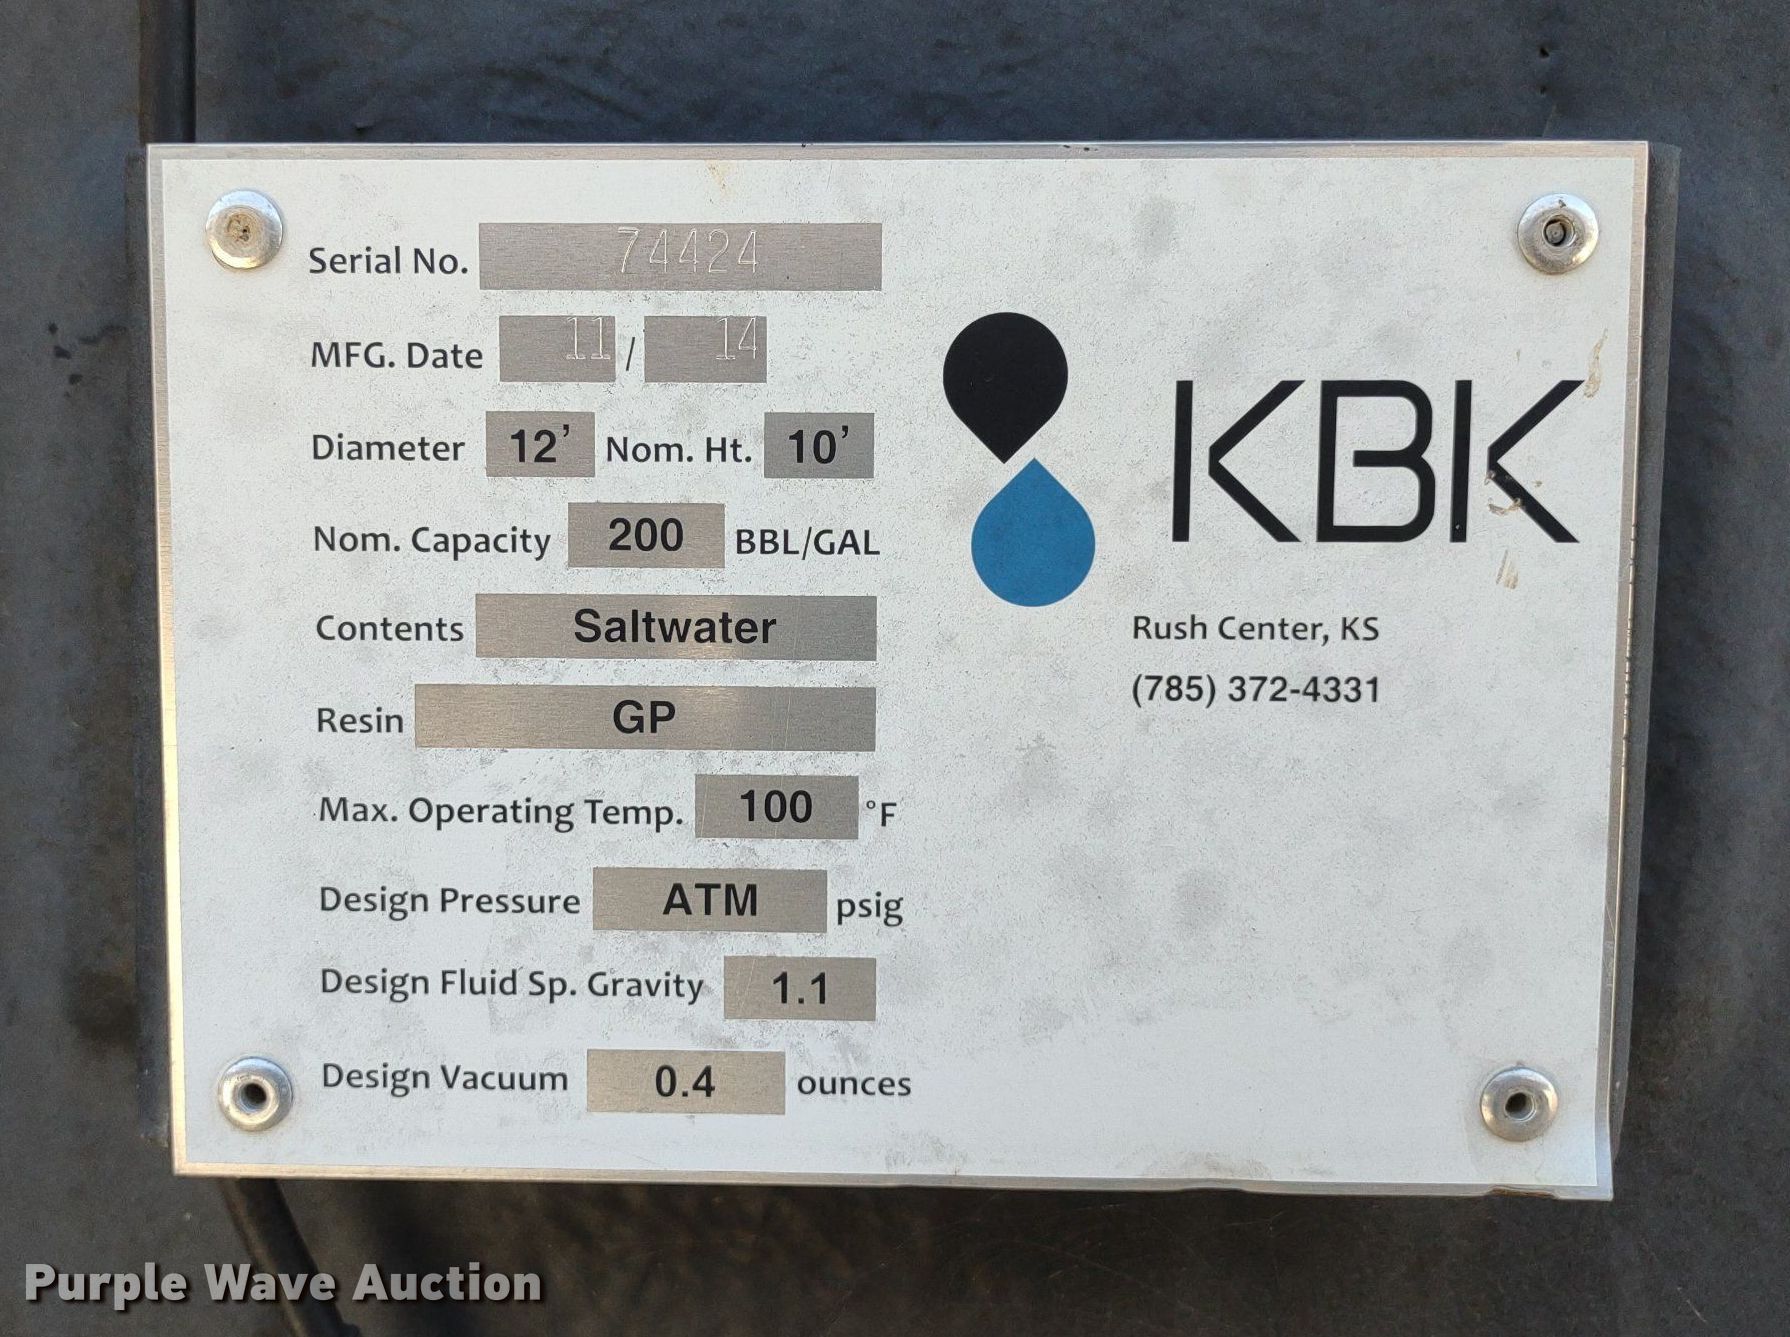 Serial No. 74424
MFG. Date 11 / 14
Diameter 12' Nom. Ht. 10'
Nom. Capacity 200 BBL/GAL
Contents Saltwater
Resin GP
Max. Operating Temp. 100 °F
Design Pressure ATM psig
Design Fluid Sp. Gravity 1.1
Design Vacuum 0.4 ounces
KBK
Rush Center, KS
(785) 372-4331
Purple Wave Auction